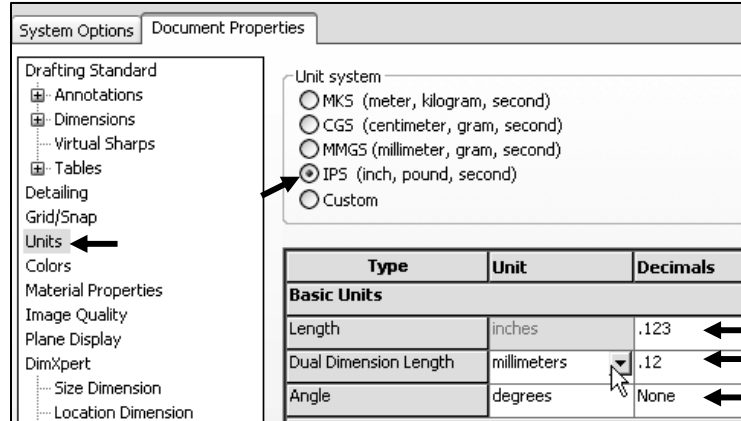 System Options
Document Properties
Drafting Standard
Annotations
Dimensions
Virtual Sharps
Tables
Detailing
Grid/Snap
Units
Colors
Material Properties
Image Quality
Plane Display
DimXpert
Size Dimension
Location Dimension
Unit system
MKS (meter, kilogram, second)
CGS (centimeter, gram, second)
MMGS (millimeter, gram, second)
IPS (inch, pound, second)
Custom
Type Unit Decimals
Basic Units
Length inches .123
Dual Dimension Length millimeters .12
Angle degrees None